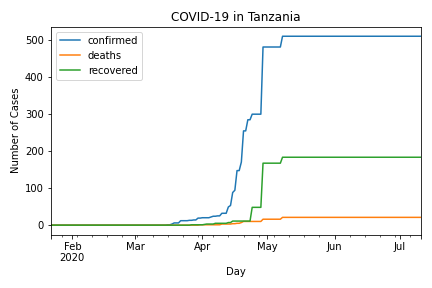 COVID-19 in Tanzania
confirmed
deaths
recovered
Number of Cases
500
400
300
200
100
0
Feb Mar Apr May Jun Jul
2020
Day